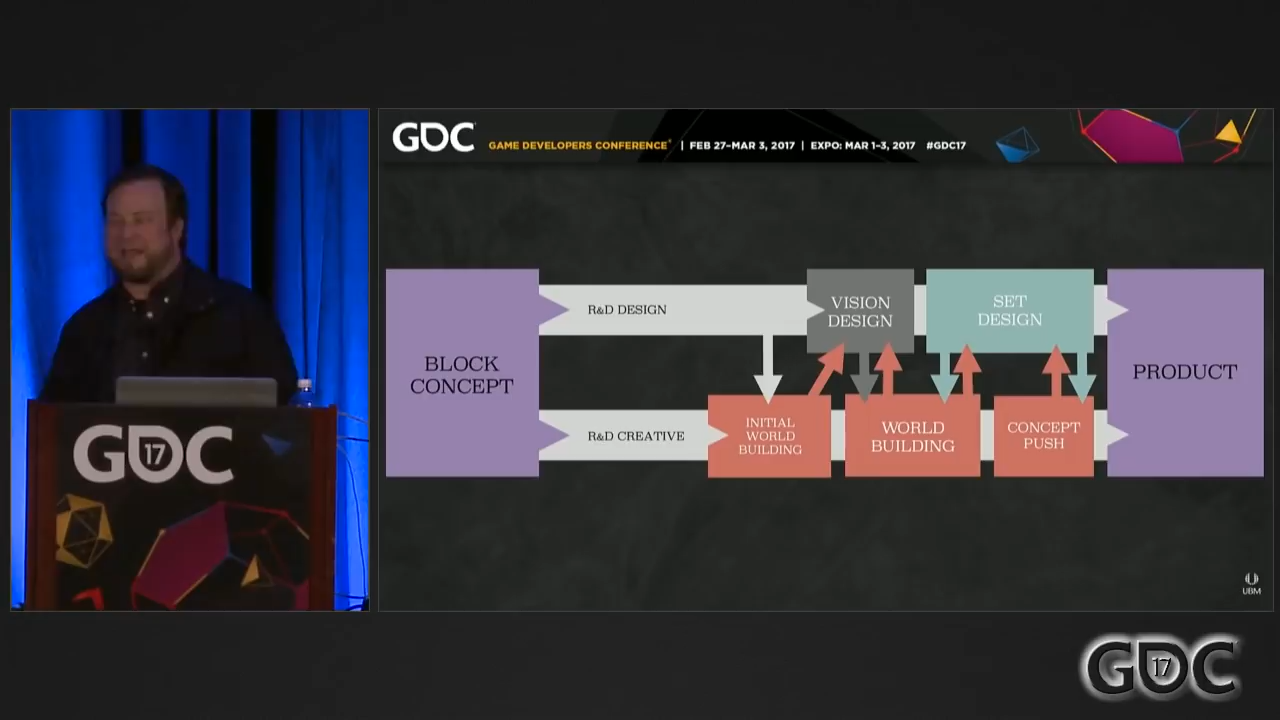 GDC
GAME DEVELOPERS CONFERENCE® | FEB 27–MAR 3, 2017 | EXPO: MAR 1–3, 2017 #GDC17
BLOCK
CONCEPT
R&D DESIGN
VISION
DESIGN
SET
DESIGN
PRODUCT
R&D CREATIVE
INITIAL
WORLD
BUILDING
WORLD
BUILDING
CONCEPT
PUSH
GDC
17
UBM
GDC
17